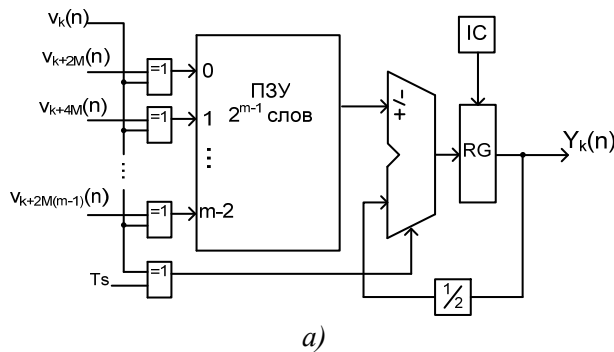 v_k(n)
v_{k+2M}(n)
v_{k+4M}(n)
...
v_{k+2M(m-1)}(n)
Ts
=1
=1
=1
=1
0
1
...
m-2
ПЗУ
2^{m-1} слов
+/-
IC
RG
Y_k(n)
1/2
а)